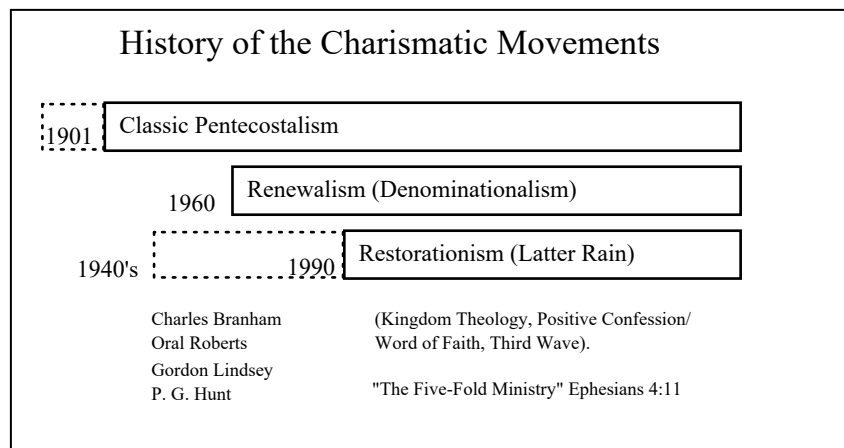 History of the Charismatic Movements
1901 Classic Pentecostalism
1960 Renewalism (Denominationalism)
1940's 1990 Restorationism (Latter Rain)
Charles Branham
Oral Roberts
Gordon Lindsey
P. G. Hunt
(Kingdom Theology, Positive Confession/
Word of Faith, Third Wave).
"The Five-Fold Ministry" Ephesians 4:11